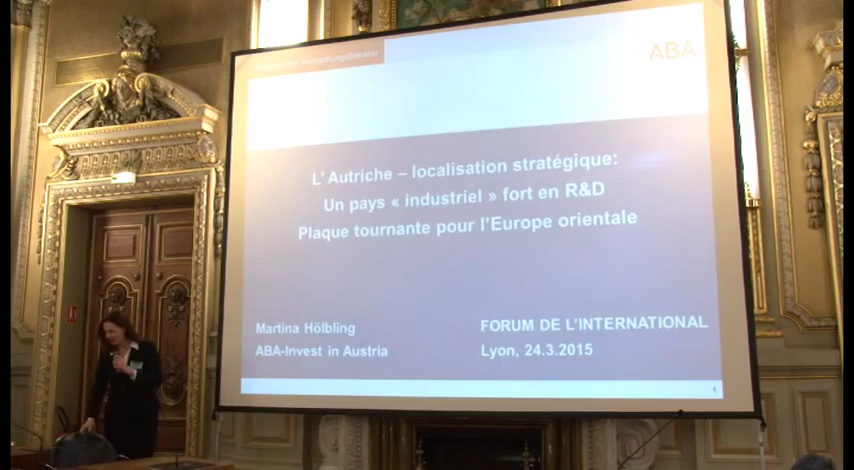 ABA
L' Autriche – localisation stratégique:
Un pays « industriel » fort en R&D
Plaque tournante pour l'Europe orientale
Martina Hölbling
FORUM DE L'INTERNATIONAL
ABA-Invest in Austria
Lyon, 24.3.2015
1